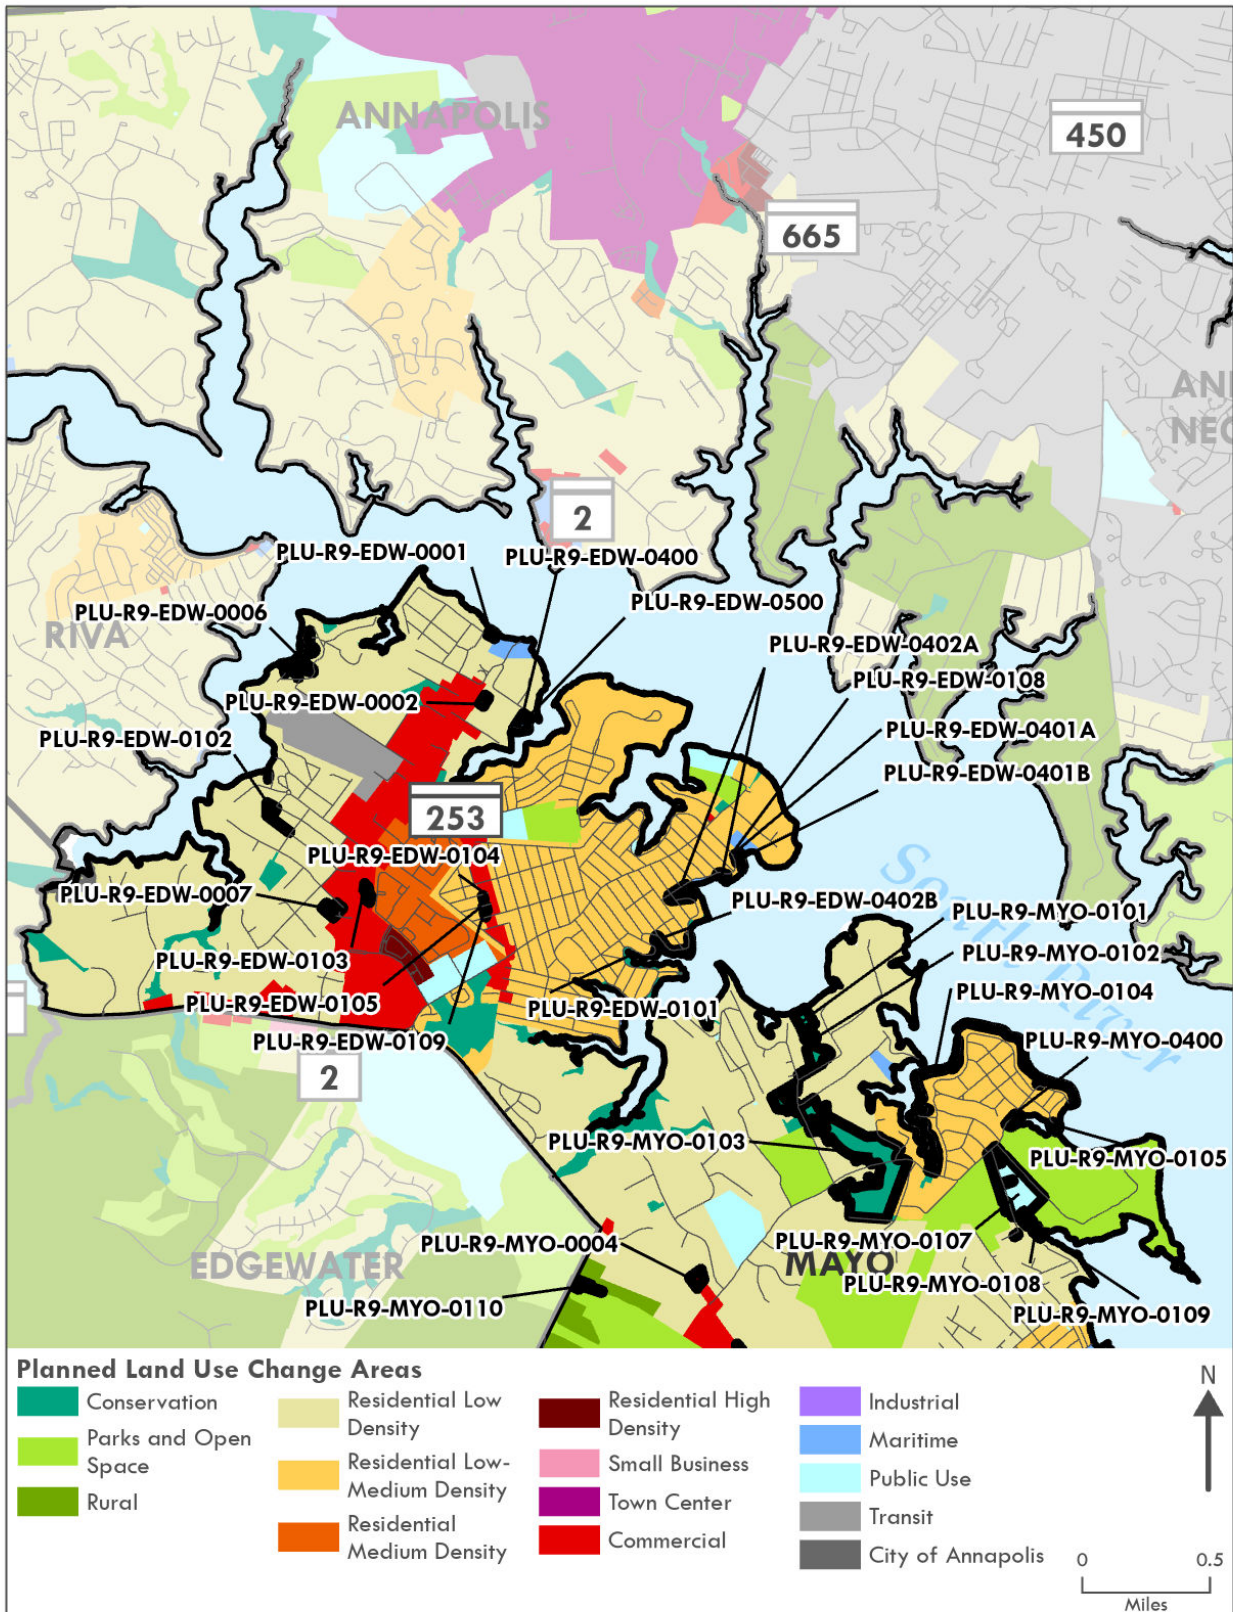 ANNAPOLIS
450
665
ANN
NEC
2
PLU-R9-EDW-0001
PLU-R9-EDW-0400
PLU-R9-EDW-0500
PLU-R9-EDW-0006
RIVA
PLU-R9-EDW-0402A
PLU-R9-EDW-0108
PLU-R9-EDW-0002
PLU-R9-EDW-0401A
PLU-R9-EDW-0102
PLU-R9-EDW-0401B
253
PLU-R9-EDW-0104
South River
PLU-R9-EDW-0007
PLU-R9-EDW-0402B
PLU-R9-MYO-0101
PLU-R9-EDW-0103
PLU-R9-MYO-0102
PLU-R9-EDW-0105
PLU-R9-MYO-0104
PLU-R9-EDW-0101
PLU-R9-EDW-0109
PLU-R9-MYO-0400
2
PLU-R9-MYO-0103
PLU-R9-MYO-0105
PLU-R9-MYO-0004
PLU-R9-MYO-0107
EDGEWATER
MAYO
PLU-R9-MYO-0108
PLU-R9-MYO-0110
PLU-R9-MYO-0109
Planned Land Use Change Areas
Conservation
Parks and Open
Space
Rural
Residential Low
Density
Residential Low-
Medium Density
Residential
Medium Density
Residential High
Density
Small Business
Town Center
Commercial
Industrial
Maritime
Public Use
Transit
City of Annapolis
N
0 0.5
Miles